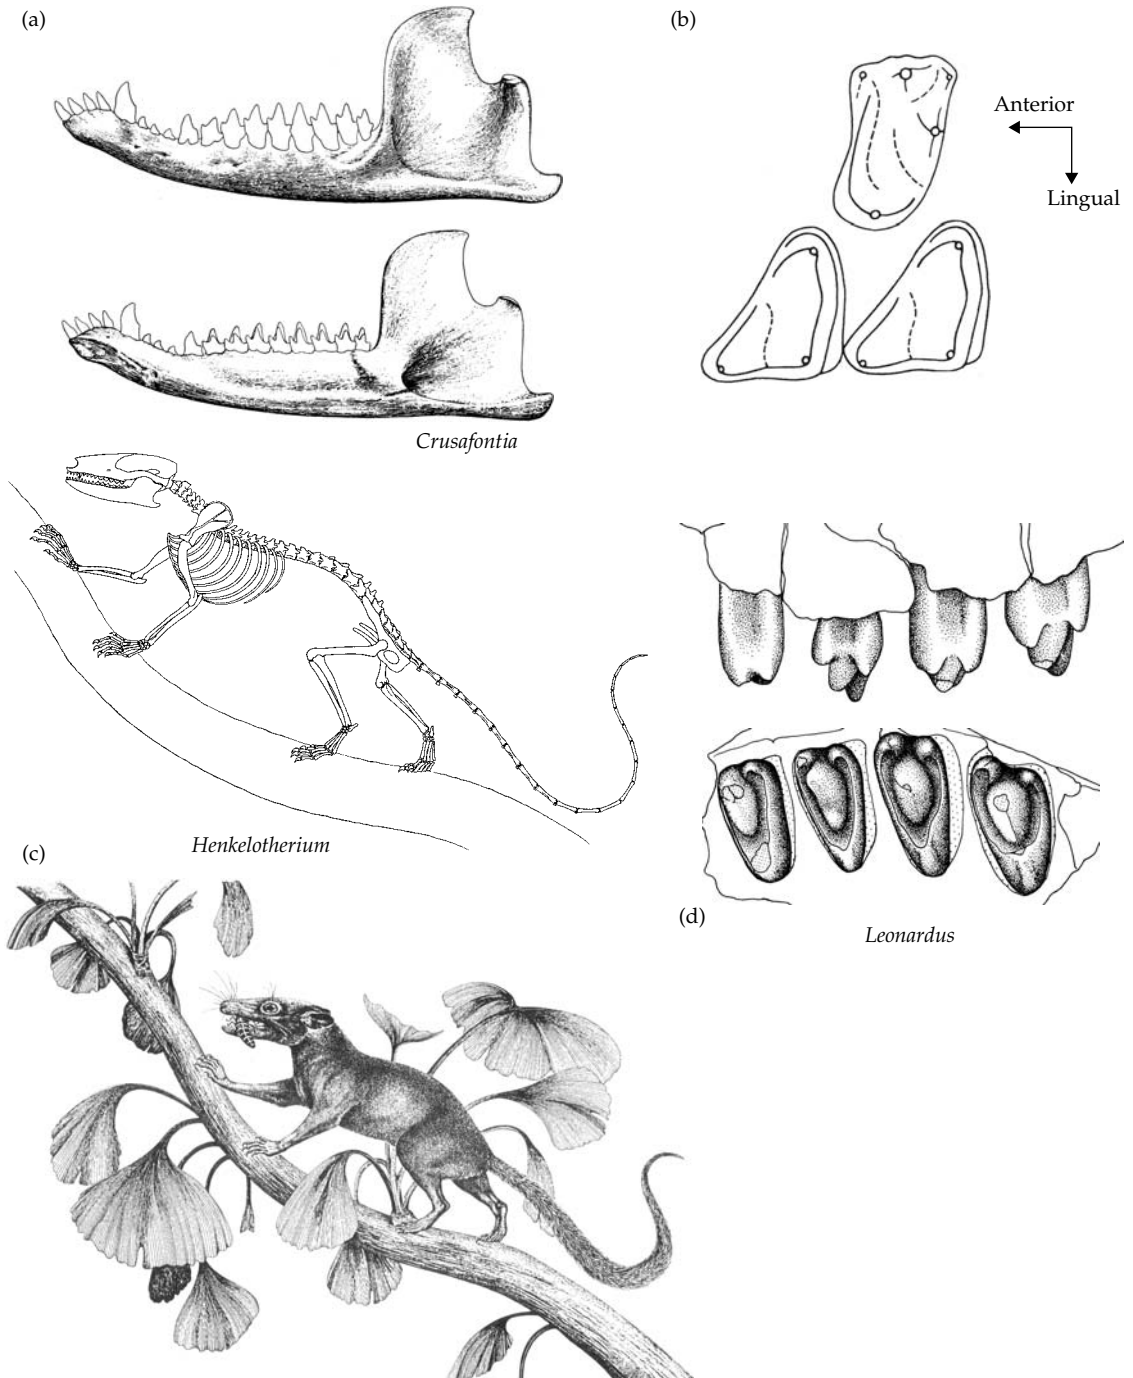 (a)
(b)
Anterior
Lingual
Crusafontia
Henkelotherium
(c)
(d)
Leonardus